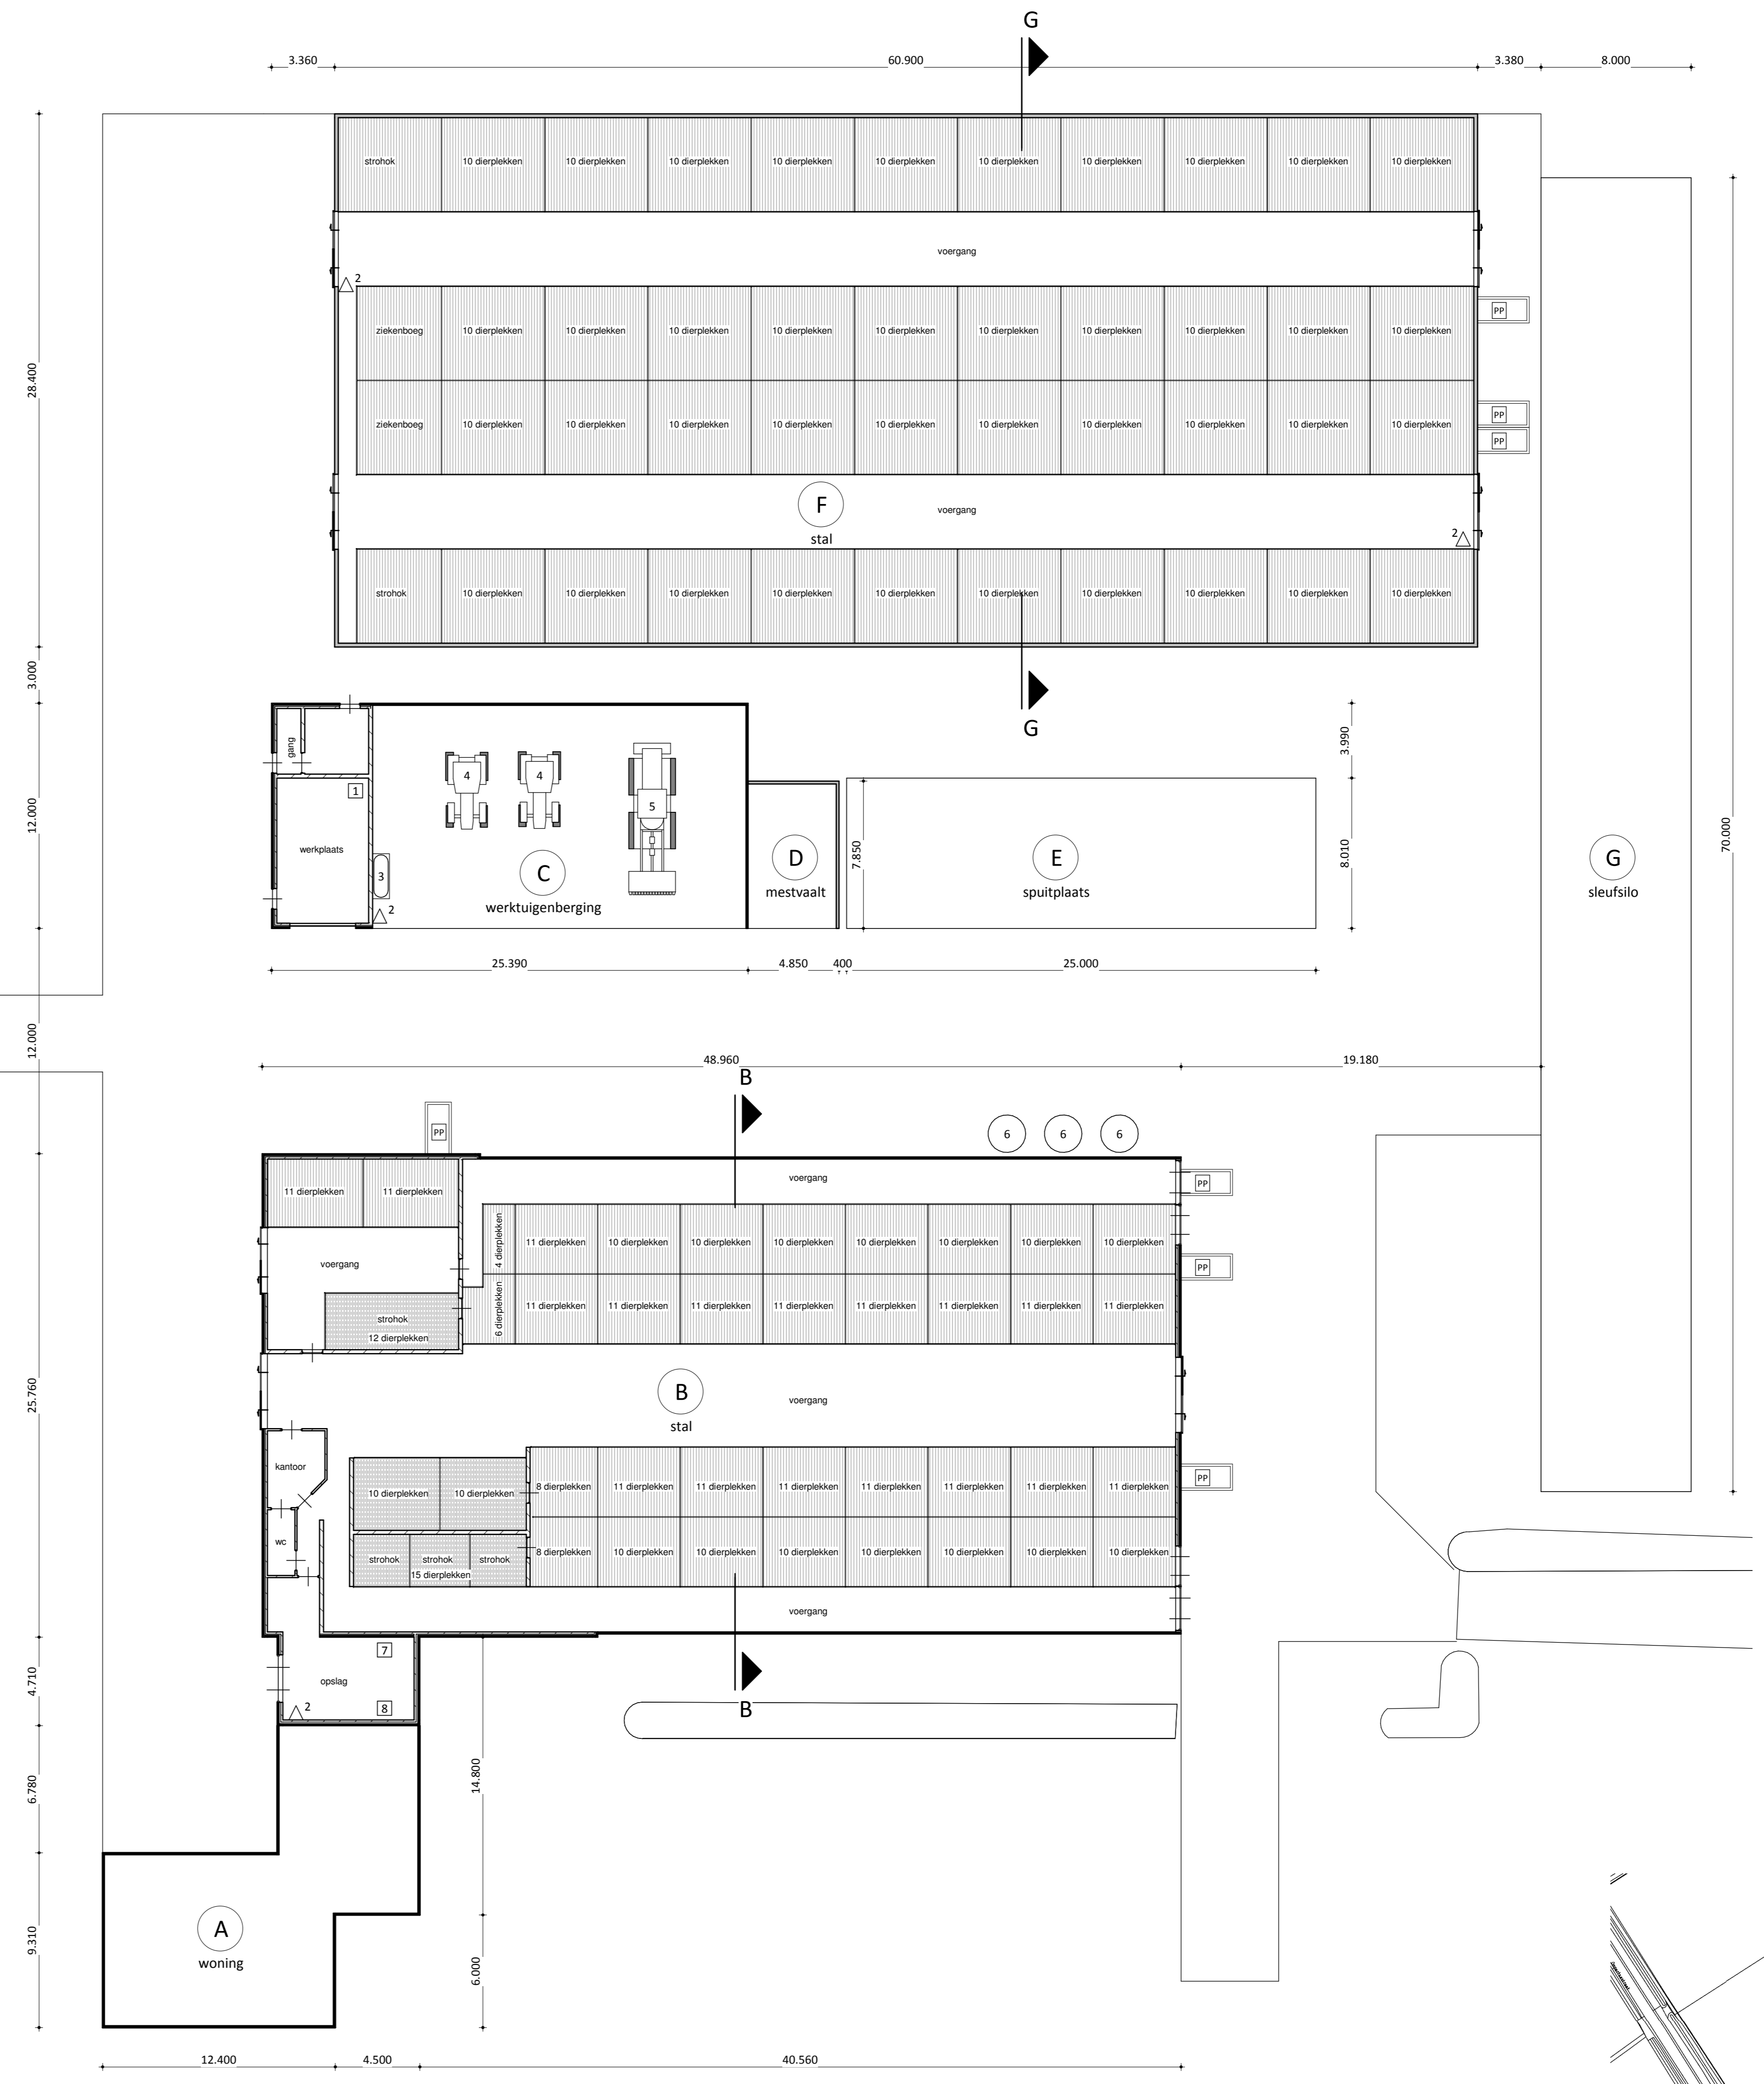 G
3.360 60.900 3.380 8.000
strohok 10 dierplekken 10 dierplekken 10 dierplekken 10 dierplekken 10 dierplekken 10 dierplekken 10 dierplekken 10 dierplekken 10 dierplekken 10 dierplekken
voergang
2
ziekenboeg 10 dierplekken 10 dierplekken 10 dierplekken 10 dierplekken 10 dierplekken 10 dierplekken 10 dierplekken 10 dierplekken 10 dierplekken 10 dierplekken
PP
28.400
ziekenboeg 10 dierplekken 10 dierplekken 10 dierplekken 10 dierplekken 10 dierplekken 10 dierplekken 10 dierplekken 10 dierplekken 10 dierplekken 10 dierplekken
PP
PP
F
stal
voergang
2
strohok 10 dierplekken 10 dierplekken 10 dierplekken 10 dierplekken 10 dierplekken 10 dierplekken 10 dierplekken 10 dierplekken 10 dierplekken 10 dierplekken
3.000
G
gang
3.990
4 4 5
1
12.000
werkplaats
3
2
C
werktuigenberging
D
mestvaalt
7.850
E
spuitplaats
8.010
G
sleufsilo
70.000
25.390 4.850 400 25.000
12.000
48.960 19.180
B
PP
6 6 6
voergang
PP
11 dierplekken 11 dierplekken
4 dierplekken 11 dierplekken 10 dierplekken 10 dierplekken 10 dierplekken 10 dierplekken 10 dierplekken 10 dierplekken 10 dierplekken
voergang
PP
6 dierplekken 11 dierplekken 11 dierplekken 11 dierplekken 11 dierplekken 11 dierplekken 11 dierplekken 11 dierplekken 11 dierplekken
strohok
12 dierplekken
25.760
B
stal
voergang
kantoor
PP
10 dierplekken 10 dierplekken 8 dierplekken 11 dierplekken 11 dierplekken 11 dierplekken 11 dierplekken 11 dierplekken 11 dierplekken 11 dierplekken
wc
strohok strohok strohok
15 dierplekken
8 dierplekken 10 dierplekken 10 dierplekken 10 dierplekken 10 dierplekken 10 dierplekken 10 dierplekken 10 dierplekken
voergang
4.710
7
opslag
8
2
B
6.780
14.800
A
woning
9.310
6.000
12.400 4.500 40.560